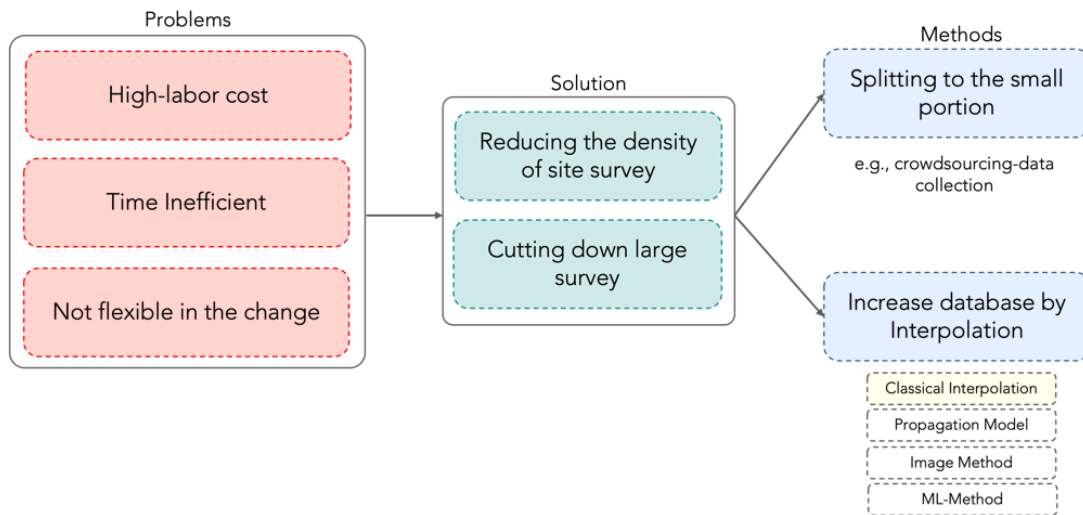 Problems
High-labor cost
Time Inefficient
Not flexible in the change
Solution
Reducing the density
of site survey
Cutting down large
survey
Methods
Splitting to the small
portion
e.g., crowdsourcing-data
collection
Increase database by
Interpolation
Classical Interpolation
Propagation Model
Image Method
ML-Method